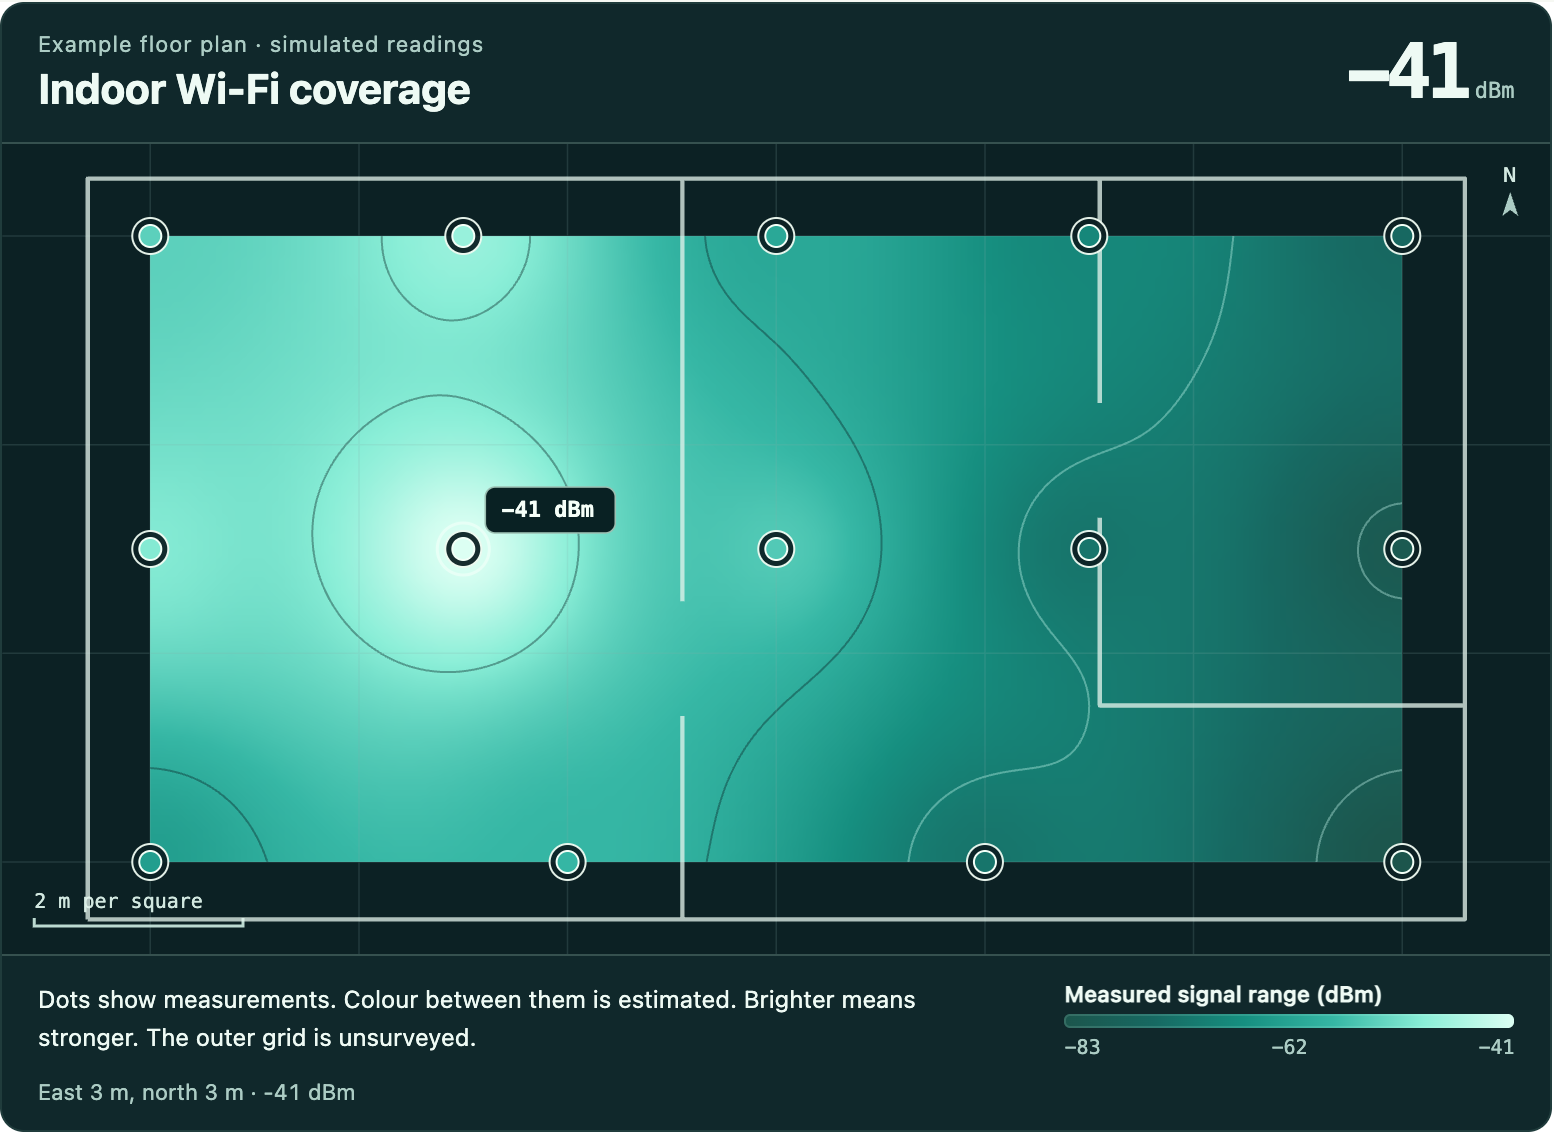 Example floor plan · simulated readings
Indoor Wi-Fi coverage
−41 dBm
N
−41 dBm
2 m per square
Dots show measurements. Colour between them is estimated. Brighter means
stronger. The outer grid is unsurveyed.
East 3 m, north 3 m · -41 dBm
Measured signal range (dBm)
−83 −62 −41